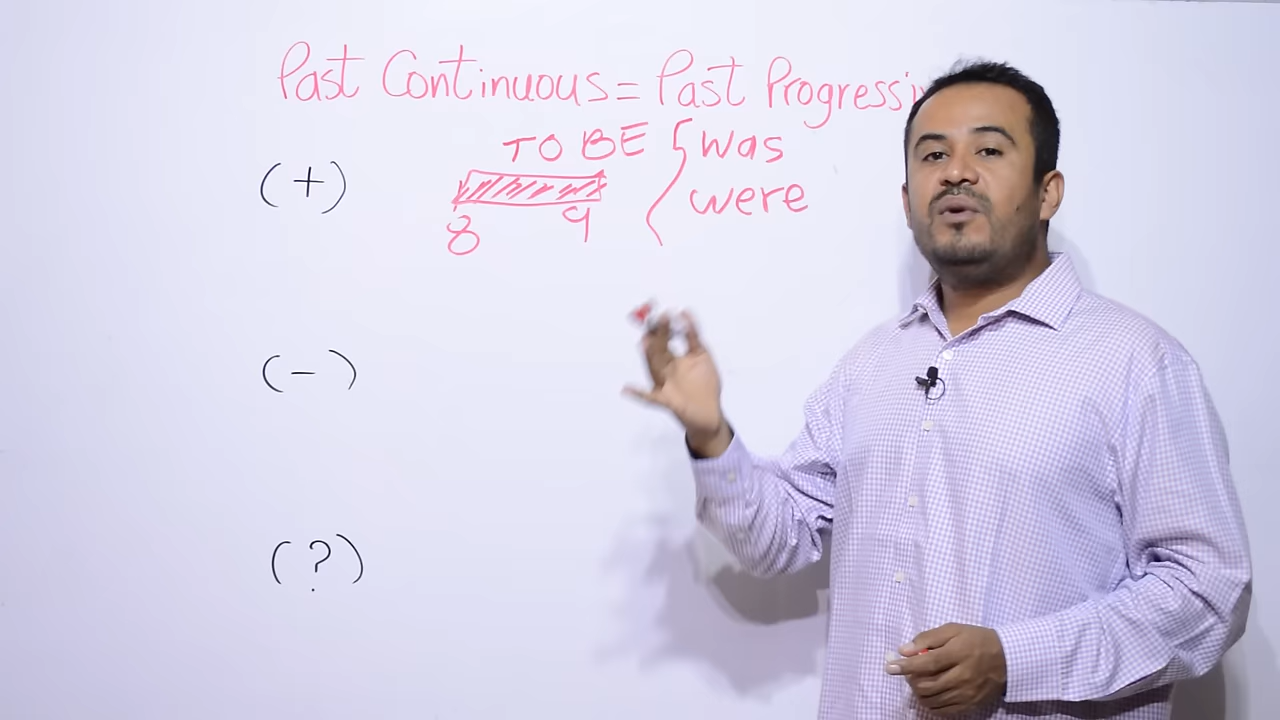 Past Continuous = Past Progressi
TO BE { was
(+)
were
8 9
(-)
(?)